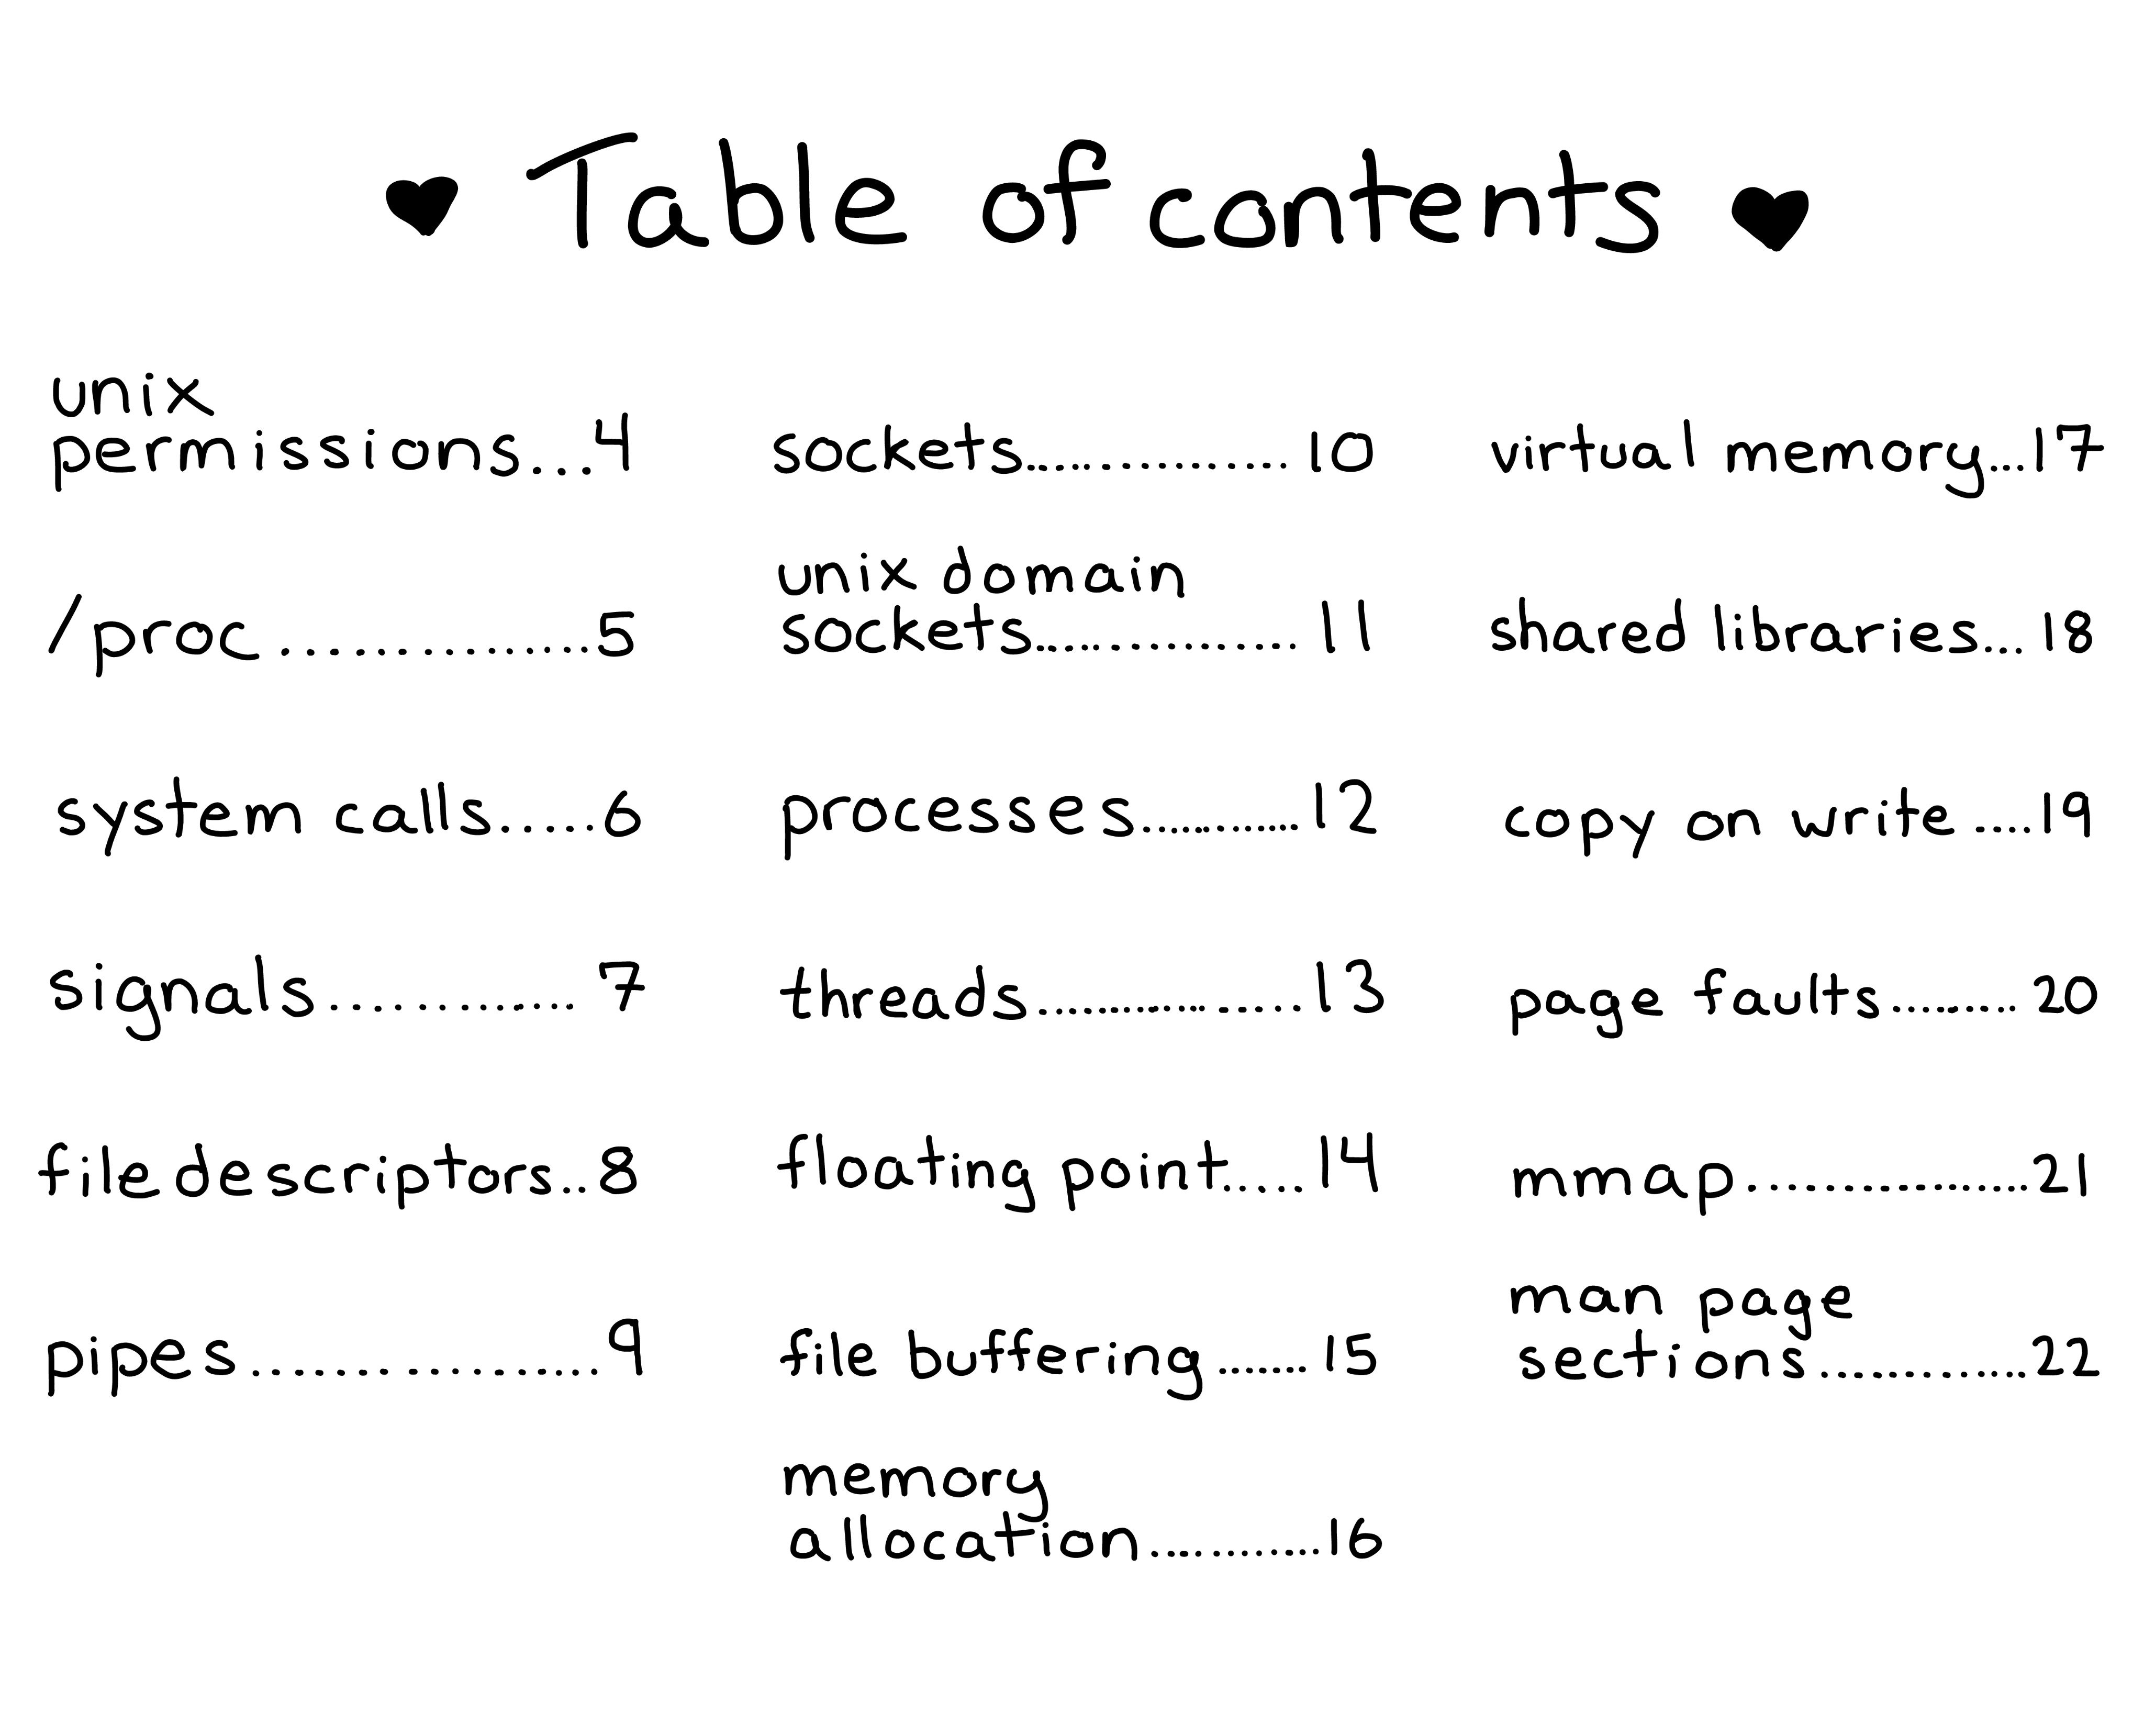 ♥ Table of contents ♥
unix
permissions...4
/proc................5
system calls.....6
signals.............7
file descriptors..8
pipes.................9
sockets.................10
unix domain
sockets.................11
processes.............12
threads.................13
floating point.....14
file buffering.......15
memory
allocation............16
virtual memory...17
shared libraries...18
copy on write....19
page faults........20
mmap..................21
man page
sections.............22